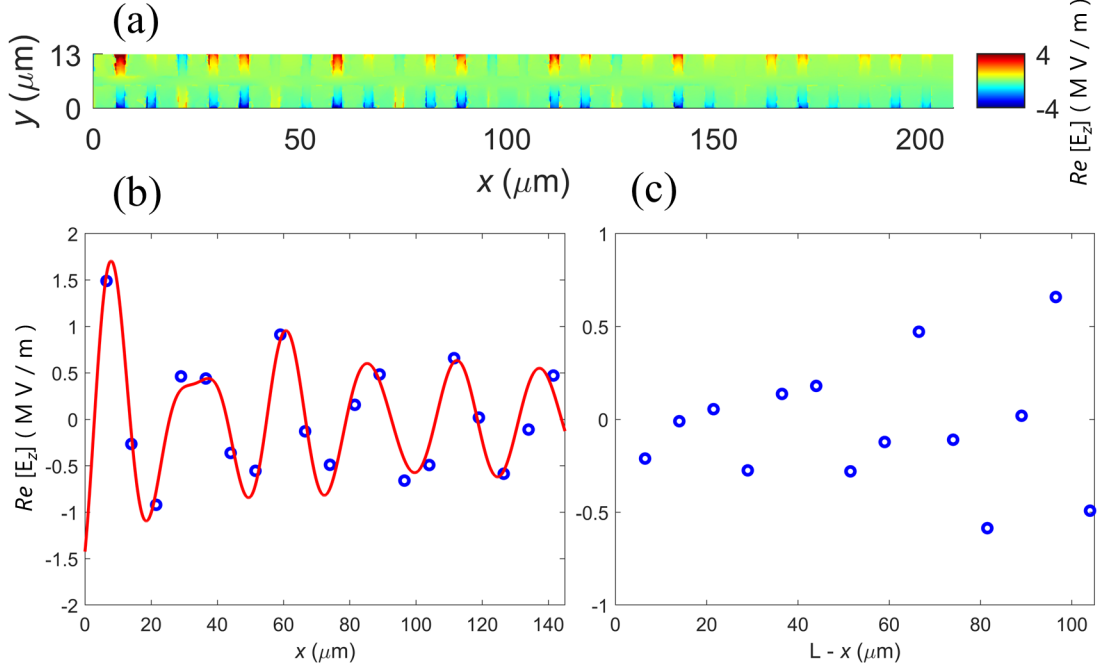 (a)
13
0
y (μm)
0 50 100 150 200
x (μm)
4
-4
Re [E_z] ( M V / m )
(b)
2
1.5
1
0.5
0
-0.5
-1
-1.5
-2
Re [E_z] ( M V / m )
0 20 40 60 80 100 120 140
x (μm)
(c)
1
0.5
0
-0.5
-1
0 20 40 60 80 100
L - x (μm)